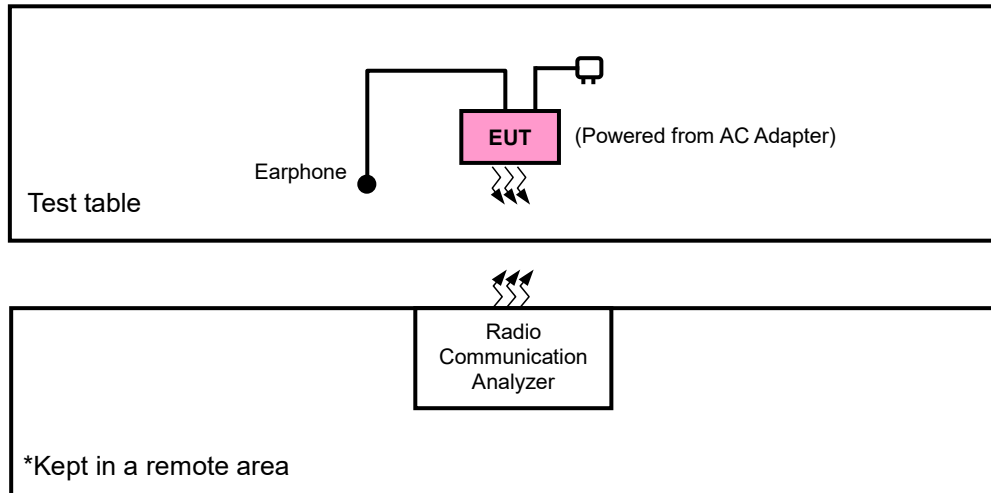 EUT
(Powered from AC Adapter)
Earphone
Test table
Radio
Communication
Analyzer
*Kept in a remote area